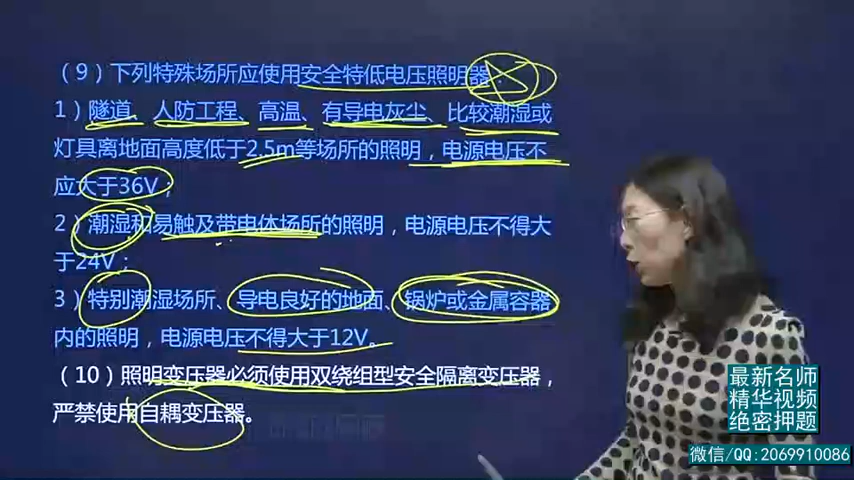 （9）下列特殊场所应使用安全特低电压照明器
1）隧道、人防工程、高温、有导电灰尘、比较潮湿或
灯具离地面高度低于2.5m等场所的照明，电源电压不
应大于36V；
2）潮湿和易触及带电体场所的照明，电源电压不得大
于24V；
3）特别潮湿场所、导电良好的地面、锅炉或金属容器
内的照明，电源电压不得大于12V。
（10）照明变压器必须使用双绕组型安全隔离变压器，
严禁使用自耦变压器。
最新名师
精华视频
绝密押题
微信/QQ:2069910086